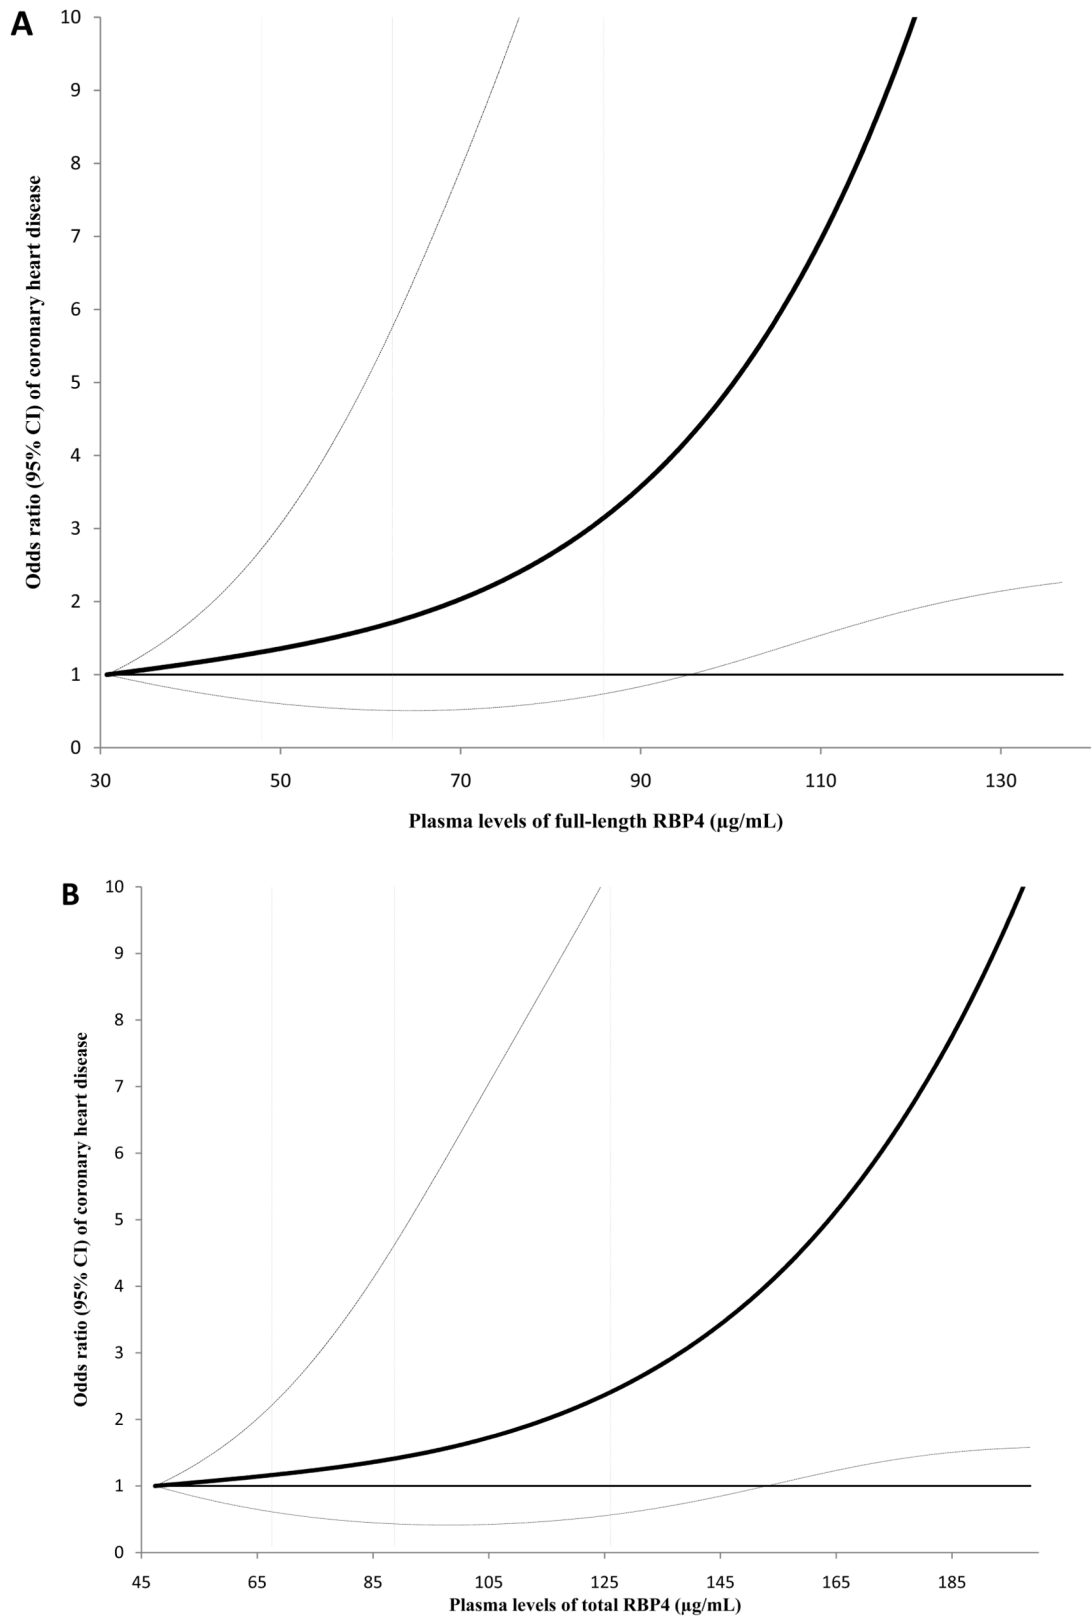 A
10
9
8
7
6
5
4
3
2
1
0
Odds ratio (95% CI) of coronary heart disease
30 50 70 90 110 130
Plasma levels of full-length RBP4 (μg/mL)
B
10
9
8
7
6
5
4
3
2
1
0
Odds ratio (95% CI) of coronary heart disease
45 65 85 105 125 145 165 185
Plasma levels of total RBP4 (μg/mL)